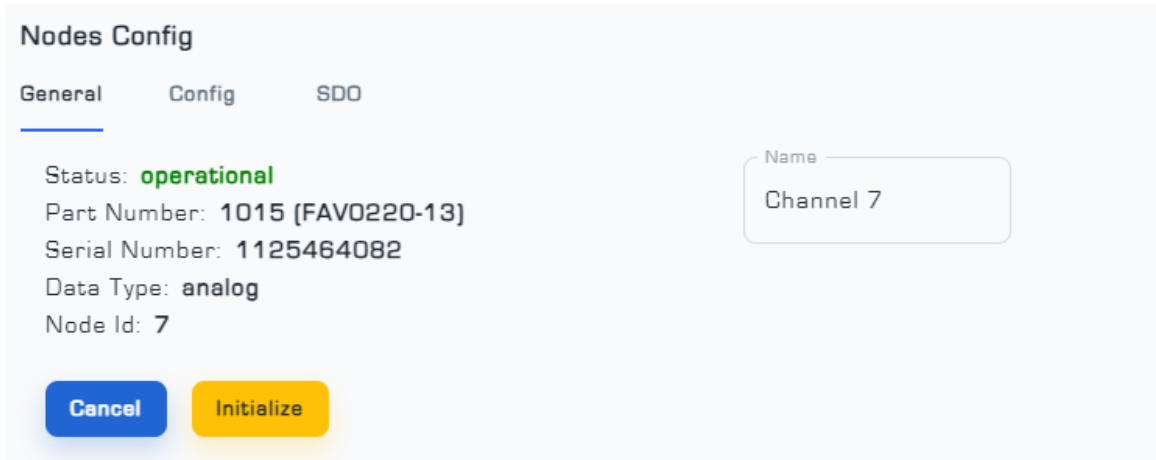 Nodes Config
General Config SDO
Status: operational
Part Number: 1015 (FAV0220-13)
Serial Number: 1125464082
Data Type: analog
Node Id: 7
Name
Channel 7
Cancel Initialize